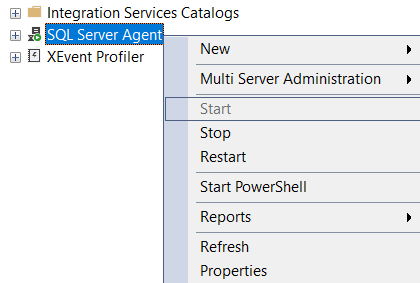 Integration Services Catalogs
SQL Server Agent
XEvent Profiler
New
Multi Server Administration
Start
Stop
Restart
Start PowerShell
Reports
Refresh
Properties